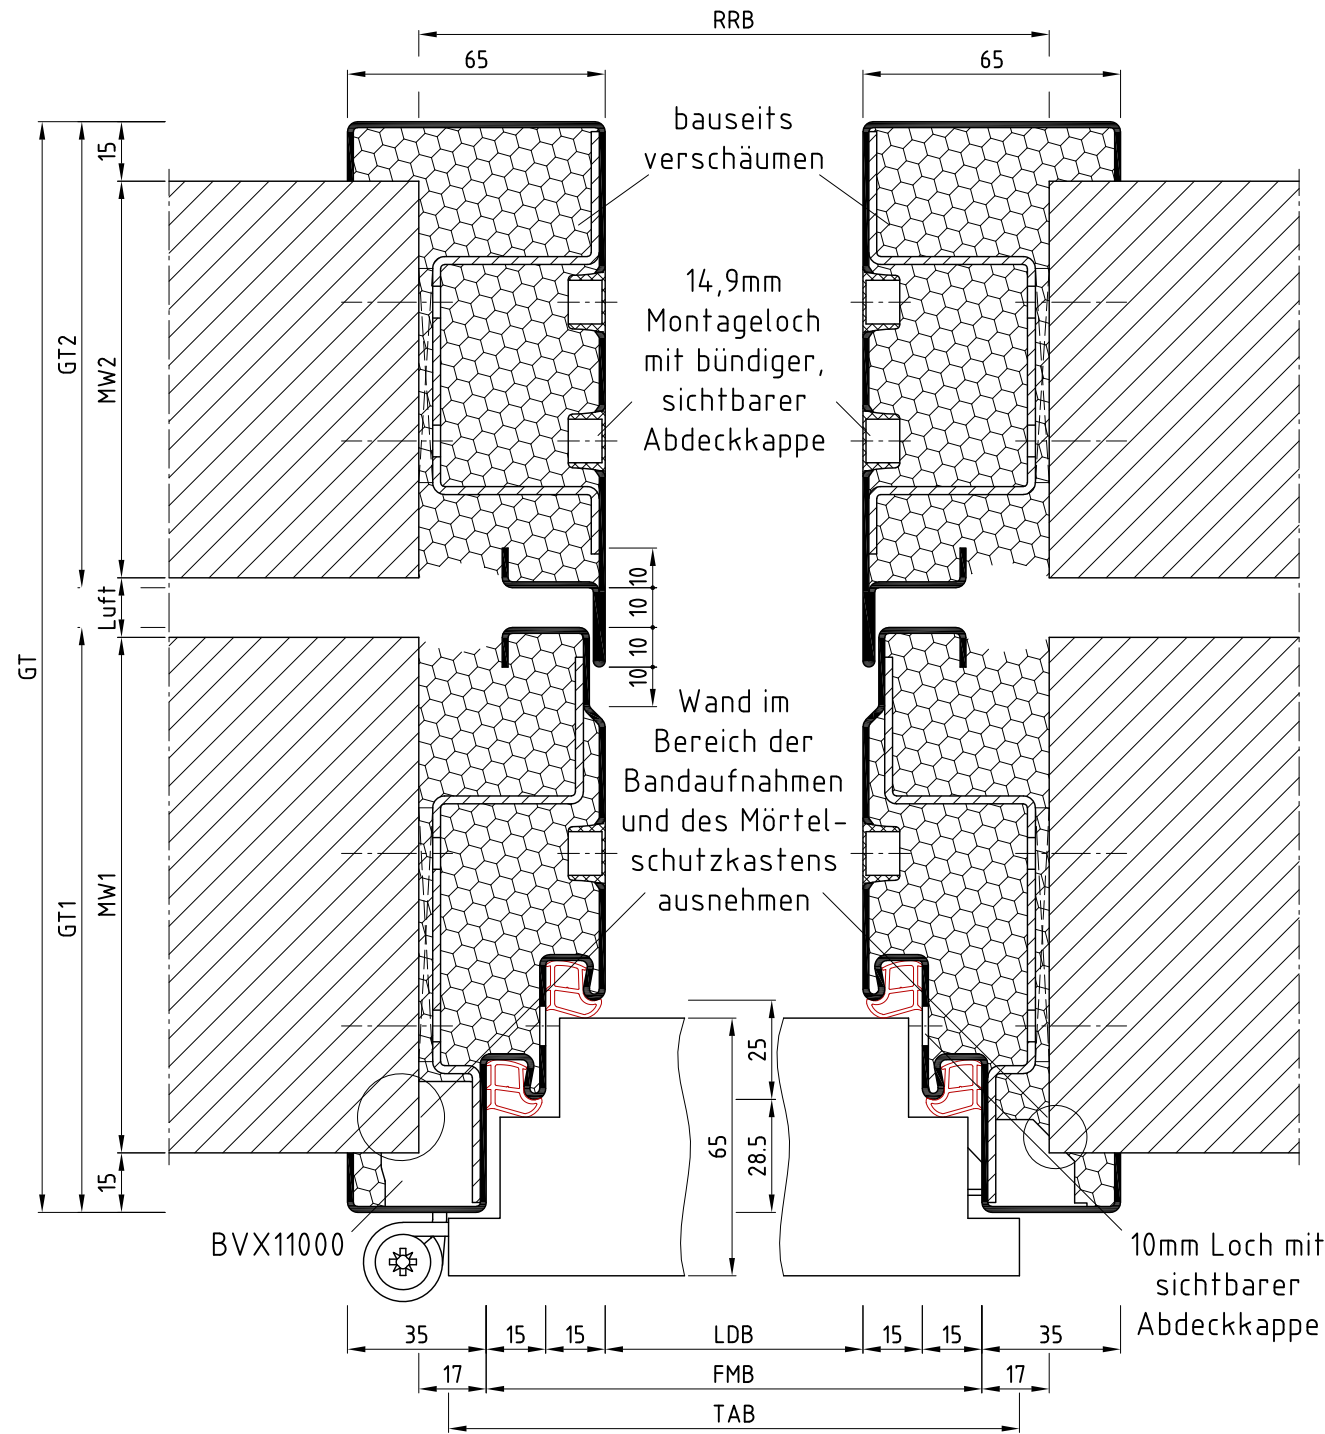 RRB
65
65
bauseits
verschäumen
15
GT2
MW2
14,9mm
Montageloch
mit bündiger,
sichtbarer
Abdeckkappe
Luft
10
10
10
10
GT
Wand im
Bereich der
Bandaufnahmen
und des Mörtel-
schutzkastens
ausnehmen
GT1
MW1
25
65
28.5
15
BVX11000
10mm Loch mit
sichtbarer
Abdeckkappe
35
15
15
LDB
15
15
35
17
FMB
17
TAB